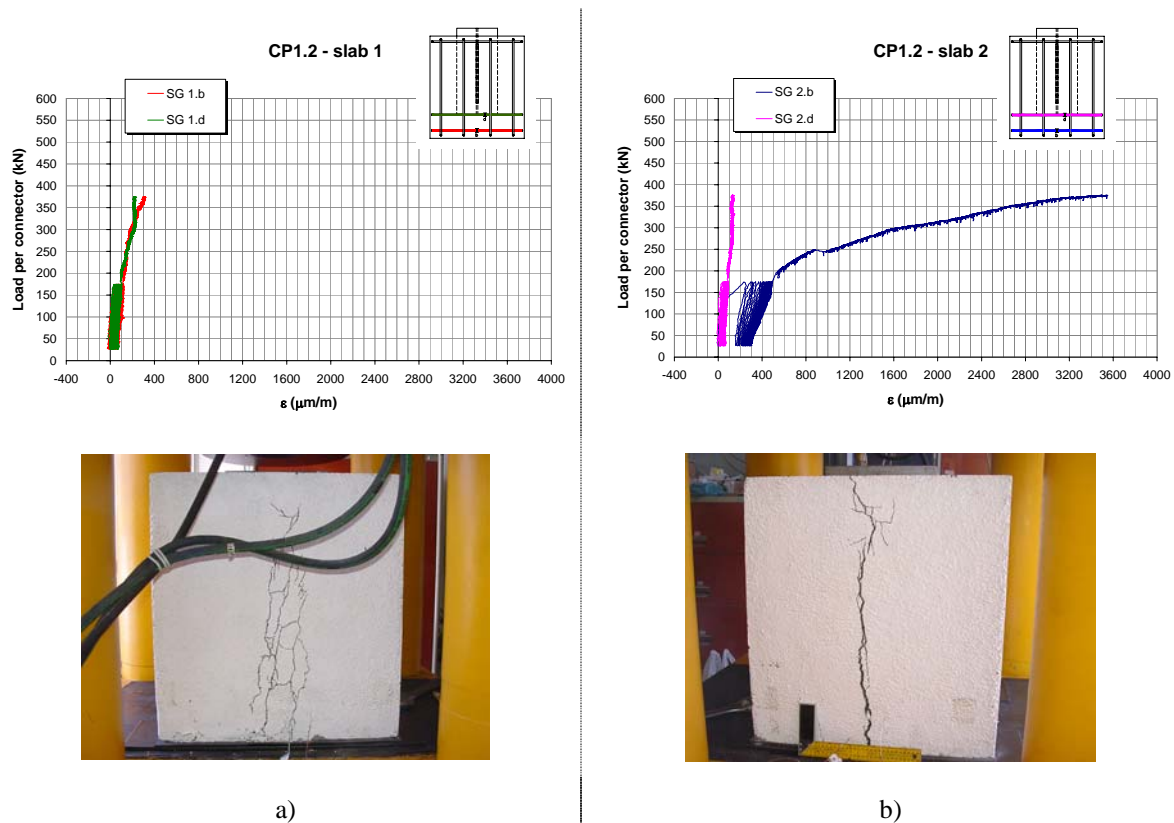 CP1.2 - slab 1
SG 1.b
SG 1.d
600
550
500
450
400
350
300
250
200
150
100
50
0
Load per connector (kN)
-400 0 400 800 1200 1600 2000 2400 2800 3200 3600 4000
ε (μm/m)
a)
CP1.2 - slab 2
SG 2.b
SG 2.d
600
550
500
450
400
350
300
250
200
150
100
50
0
Load per connector (kN)
-400 0 400 800 1200 1600 2000 2400 2800 3200 3600 4000
ε (μm/m)
b)